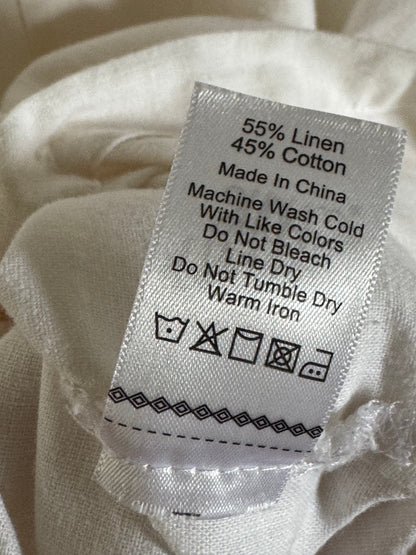 55% Linen
45% Cotton
Made In China
Machine Wash Cold
With Like Colors
Do Not Bleach
Line Dry
Do Not Tumble Dry
Warm Iron